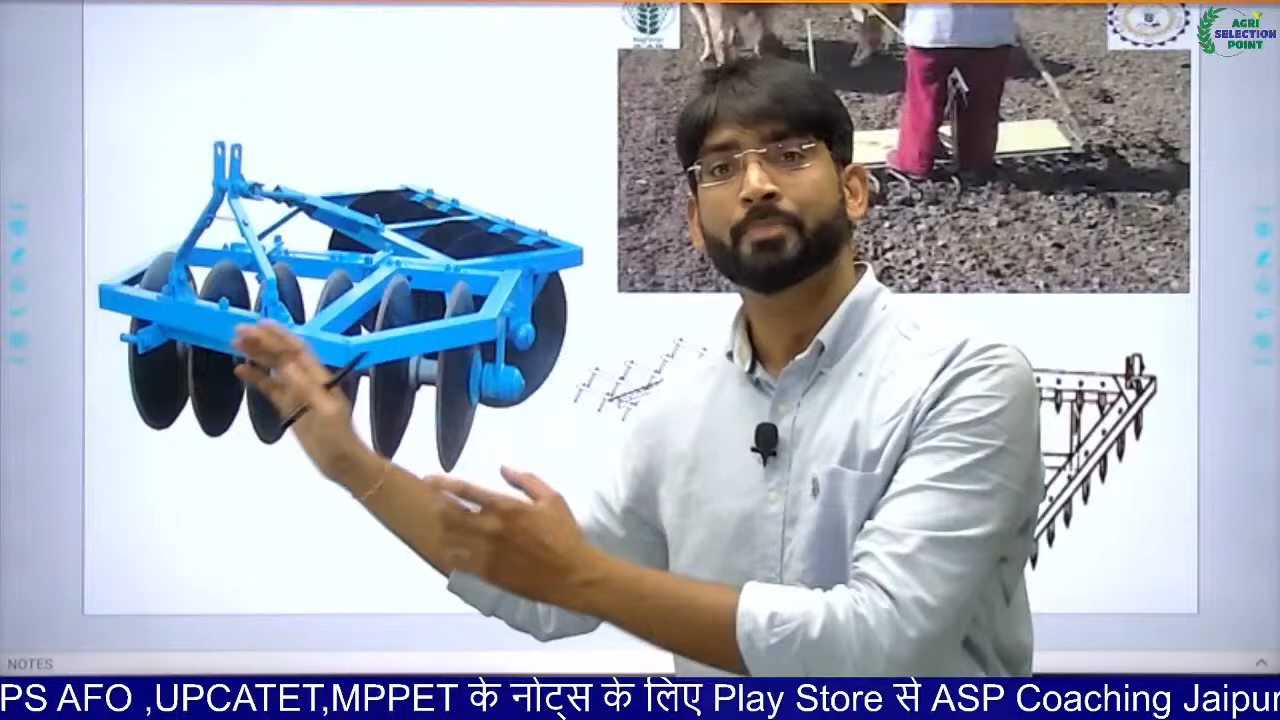 AGRI
SELECTION
POINT
NOTES
PS AFO ,UPCATET,MPPET के नोट्स के लिए Play Store से ASP Coaching Jaipur